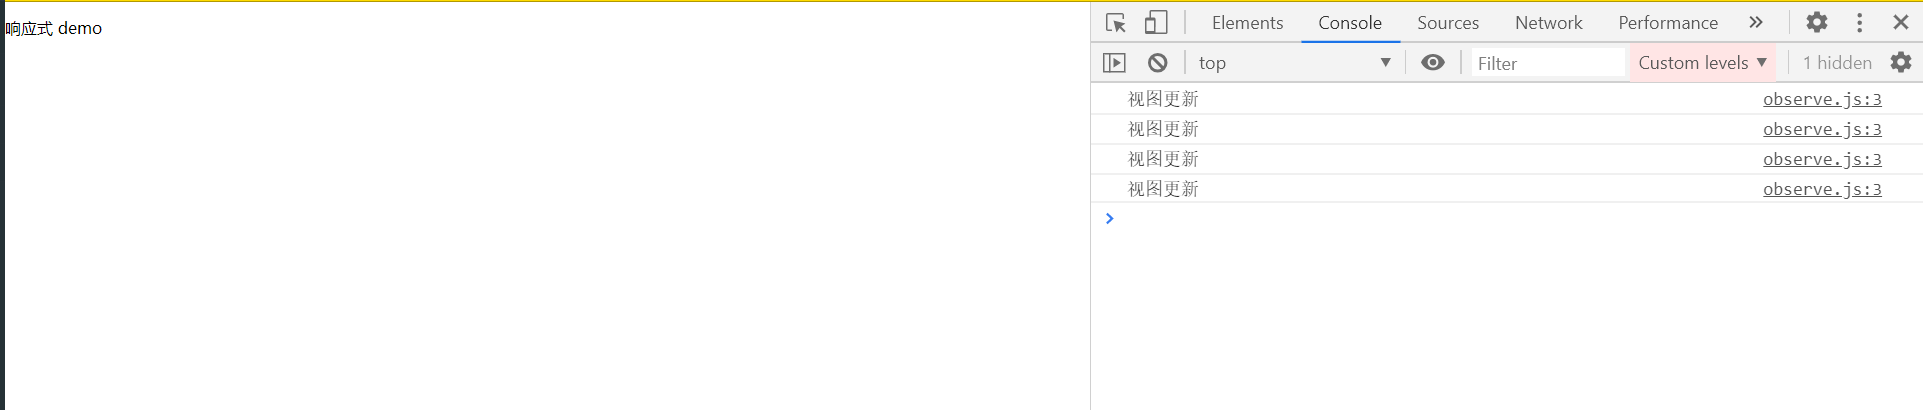 响应式 demo
Elements Console Sources Network Performance
top Filter Custom levels 1 hidden
视图更新 observe.js:3
视图更新 observe.js:3
视图更新 observe.js:3
视图更新 observe.js:3